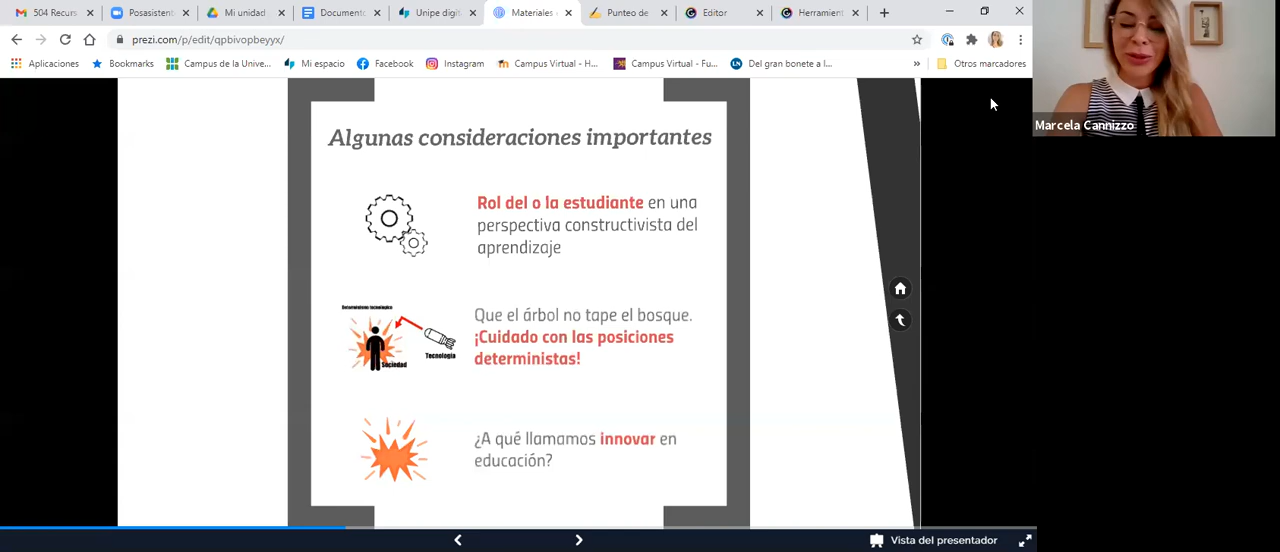 504 Recurs
Posasistent
Mi unidad
Documento
Unipe digit
Materiales
Punteo de
Editor
Herramient
prezi.com/p/edit/qpbivopbeyyx/
Aplicaciones
Bookmarks
Campus de la Unive...
Mi espacio
Facebook
Instagram
Campus Virtual - H...
Campus Virtual - Fu...
Del gran bonete a l...
»
Otros marcadores
Marcela Cannizzo
Algunas consideraciones importantes
Rol del o la estudiante en una
perspectiva constructivista del
aprendizaje
Determinismo tecnológico
Tecnología
Sociedad
Que el árbol no tape el bosque.
¡Cuidado con las posiciones
deterministas!
¿A qué llamamos innovar en
educación?
Vista del presentador